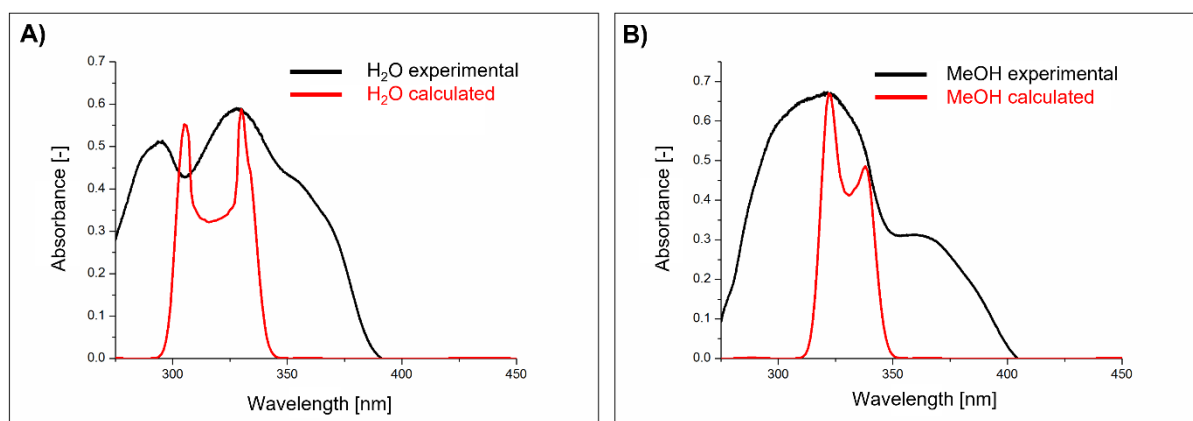 A)
H₂O experimental
H₂O calculated
Absorbance [-]
0.7
0.6
0.5
0.4
0.3
0.2
0.1
0.0
300
350
400
450
Wavelength [nm]
B)
MeOH experimental
MeOH calculated
Absorbance [-]
0.7
0.6
0.5
0.4
0.3
0.2
0.1
0.0
300
350
400
450
Wavelength [nm]